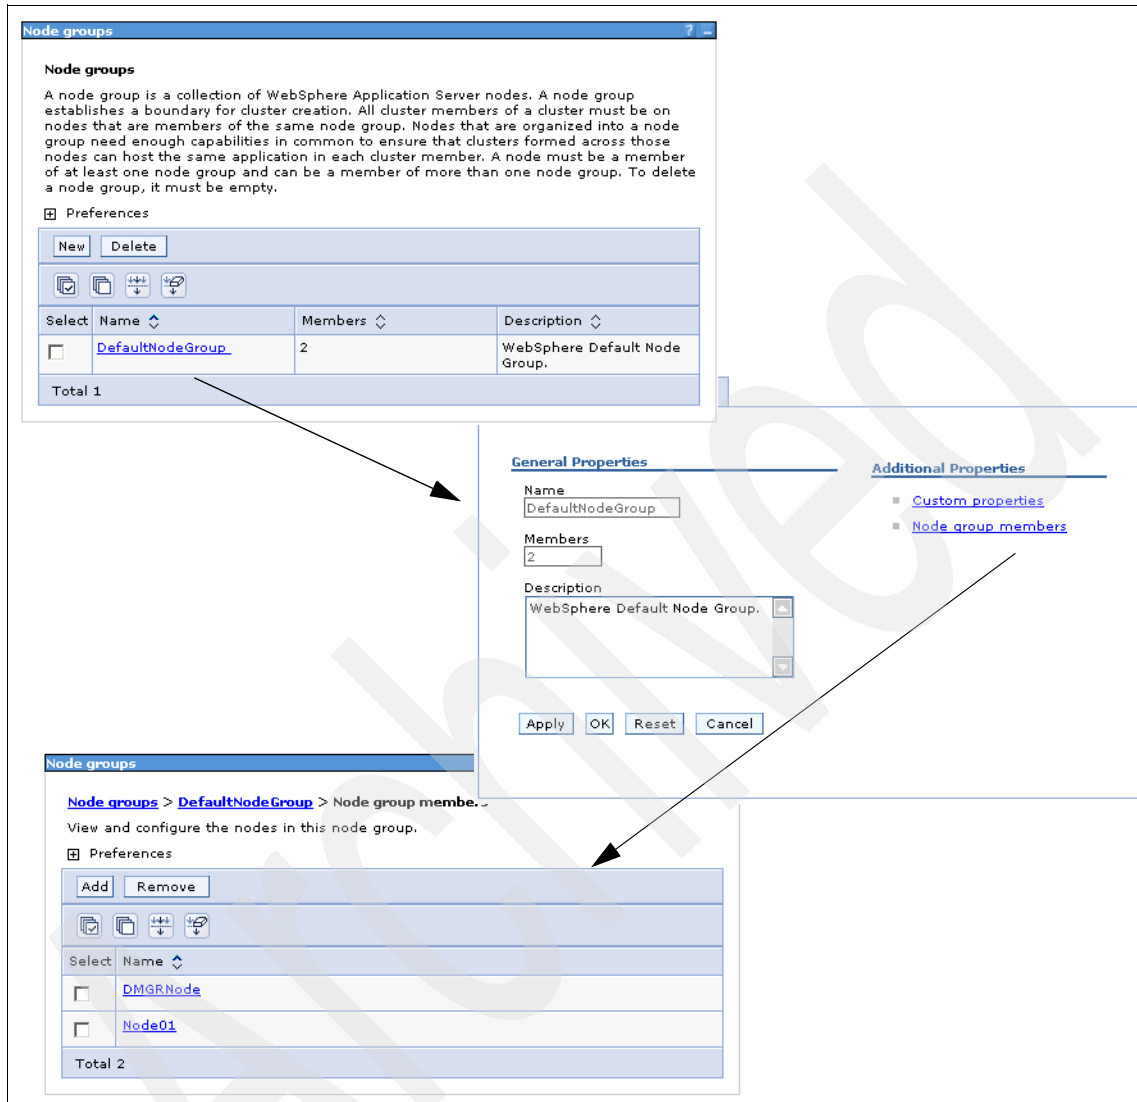 Node groups
? –
Node groups
A node group is a collection of WebSphere Application Server nodes. A node group
establishes a boundary for cluster creation. All cluster members of a cluster must be on
nodes that are members of the same node group. Nodes that are organized into a node
group need enough capabilities in common to ensure that clusters formed across those
nodes can host the same application in each cluster member. A node must be a member
of at least one node group and can be a member of more than one node group. To delete
a node group, it must be empty.
Preferences
New Delete
Select Name Members Description
DefaultNodeGroup 2 WebSphere Default Node
Group.
Total 1
General Properties
Name
DefaultNodeGroup
Members
2
Description
WebSphere Default Node Group.
Apply OK Reset Cancel
Additional Properties
Custom properties
Node group members
Node groups
Node groups > DefaultNodeGroup > Node group members
View and configure the nodes in this node group.
Preferences
Add Remove
Select Name
DMGRNode
Node01
Total 2
Archived